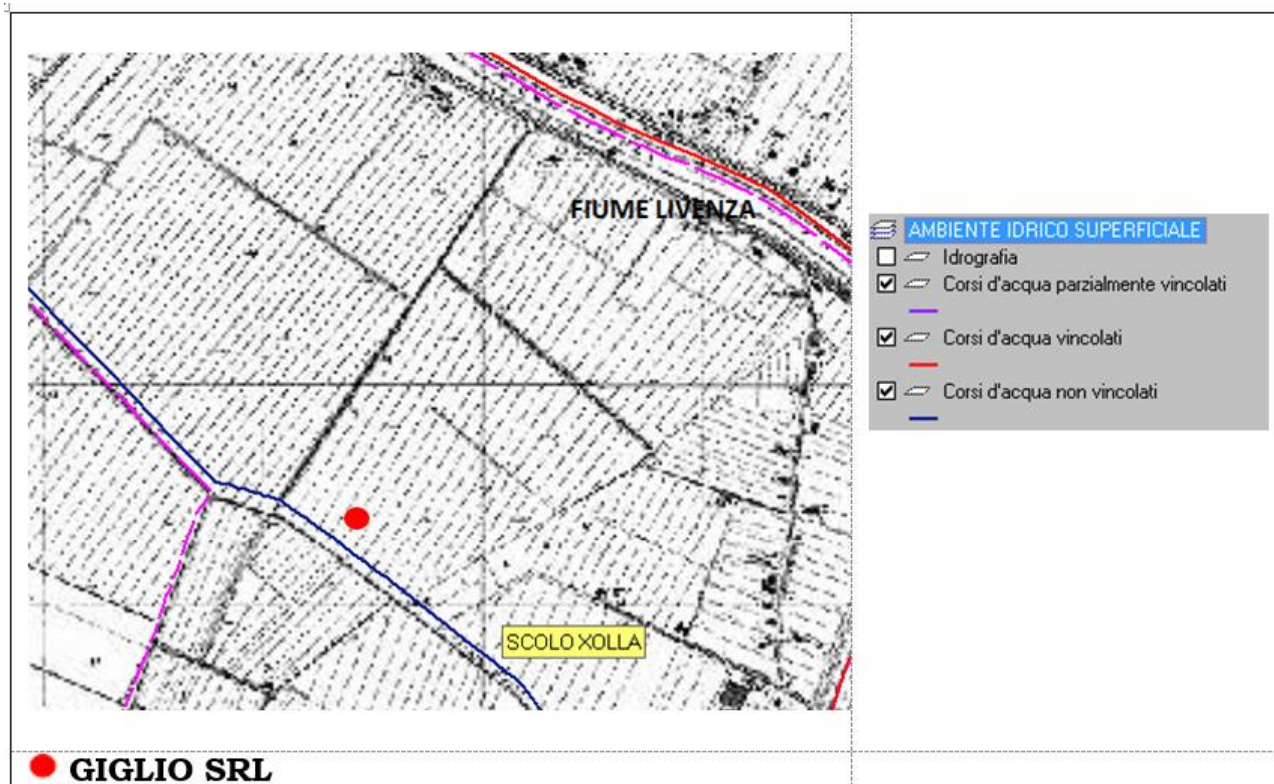 FIUME LIVENZA
AMBIENTE IDRICO SUPERFICIALE
Idrografia
Corsi d'acqua parzialmente vincolati
Corsi d'acqua vincolati
Corsi d'acqua non vincolati
SCOLO XOLLA
GIGLIO SRL